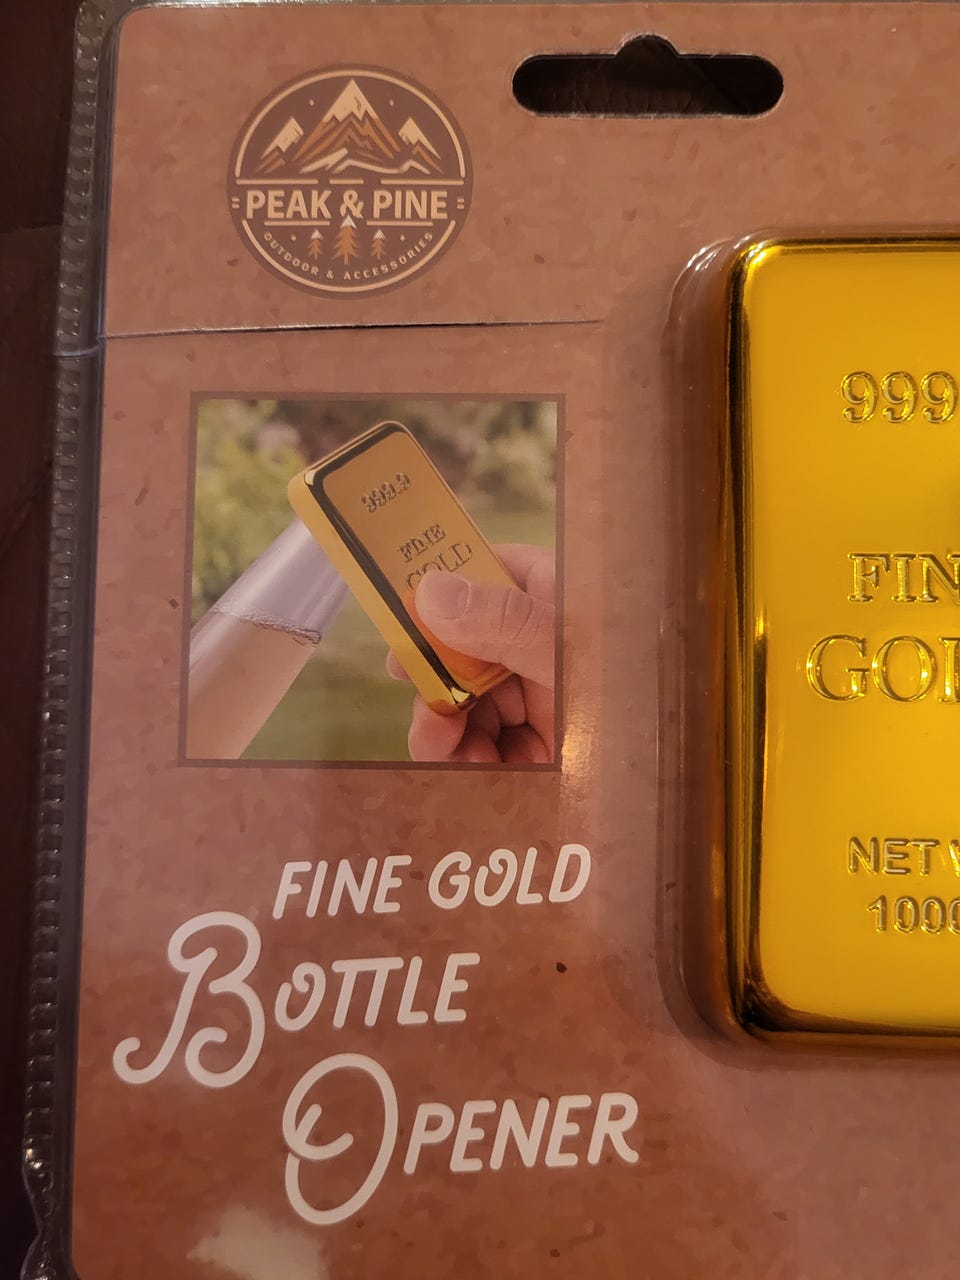 PEAK & PINE
OUTDOOR & ACCESSORIES
999.9
FINE
GOLD
FINE GOLD
BOTTLE
OPENER
999
FIN
GOL
NET
1000